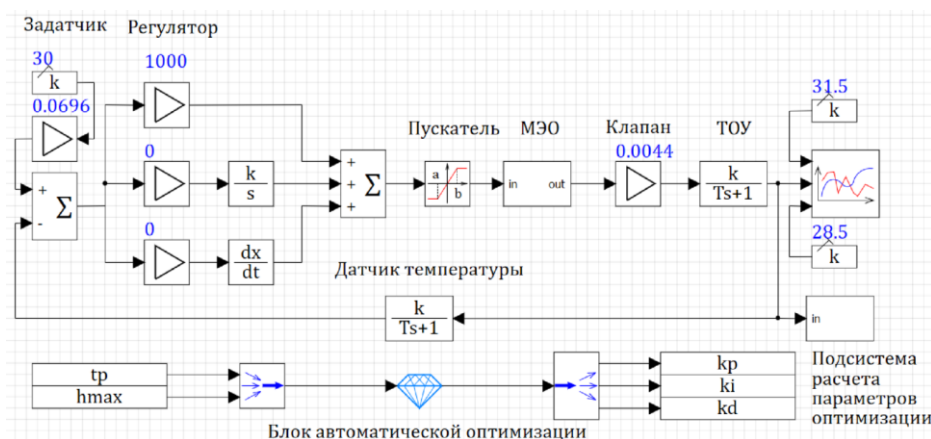 Задатчик Регулятор
30
k
0.0696
1000
0
0
+
-
Σ
k
s
dx
dt
+
+
+
Σ
Пускатель МЭО Клапан ТОУ
a
b
in out
0.0044
k
Ts+1
31.5
k
28.5
k
Датчик температуры
k
Ts+1
in
tp
hmax
kp
ki
kd
Подсистема
расчета
параметров
оптимизации
Блок автоматической оптимизации